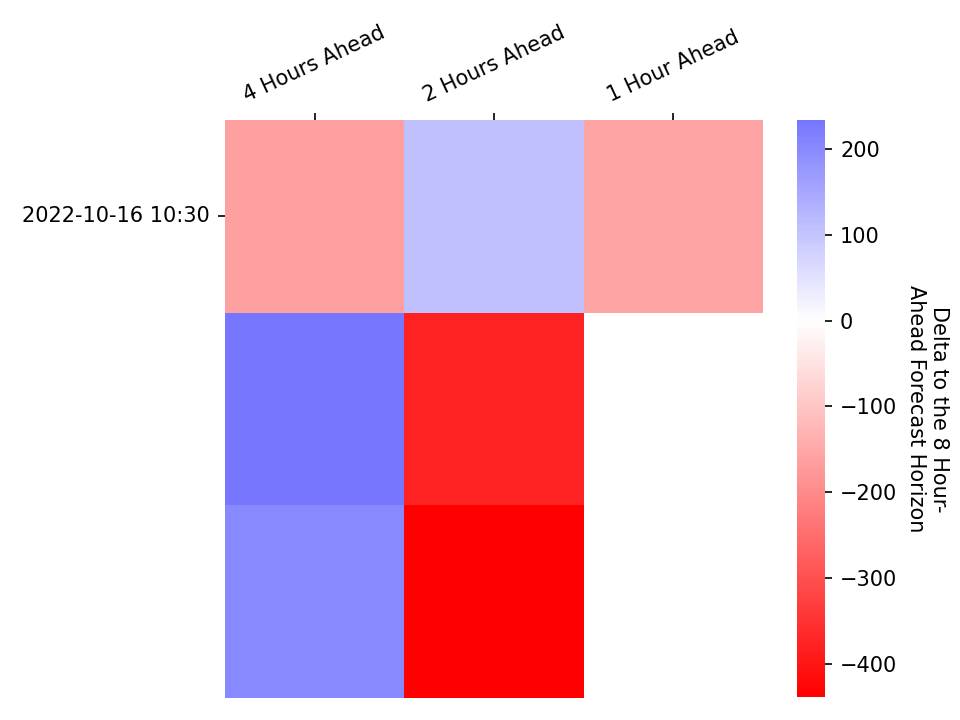 4 Hours Ahead
2 Hours Ahead
1 Hour Ahead
2022-10-16 10:30
200
100
0
−100
−200
−300
−400
Delta to the 8 Hour-
Ahead Forecast Horizon